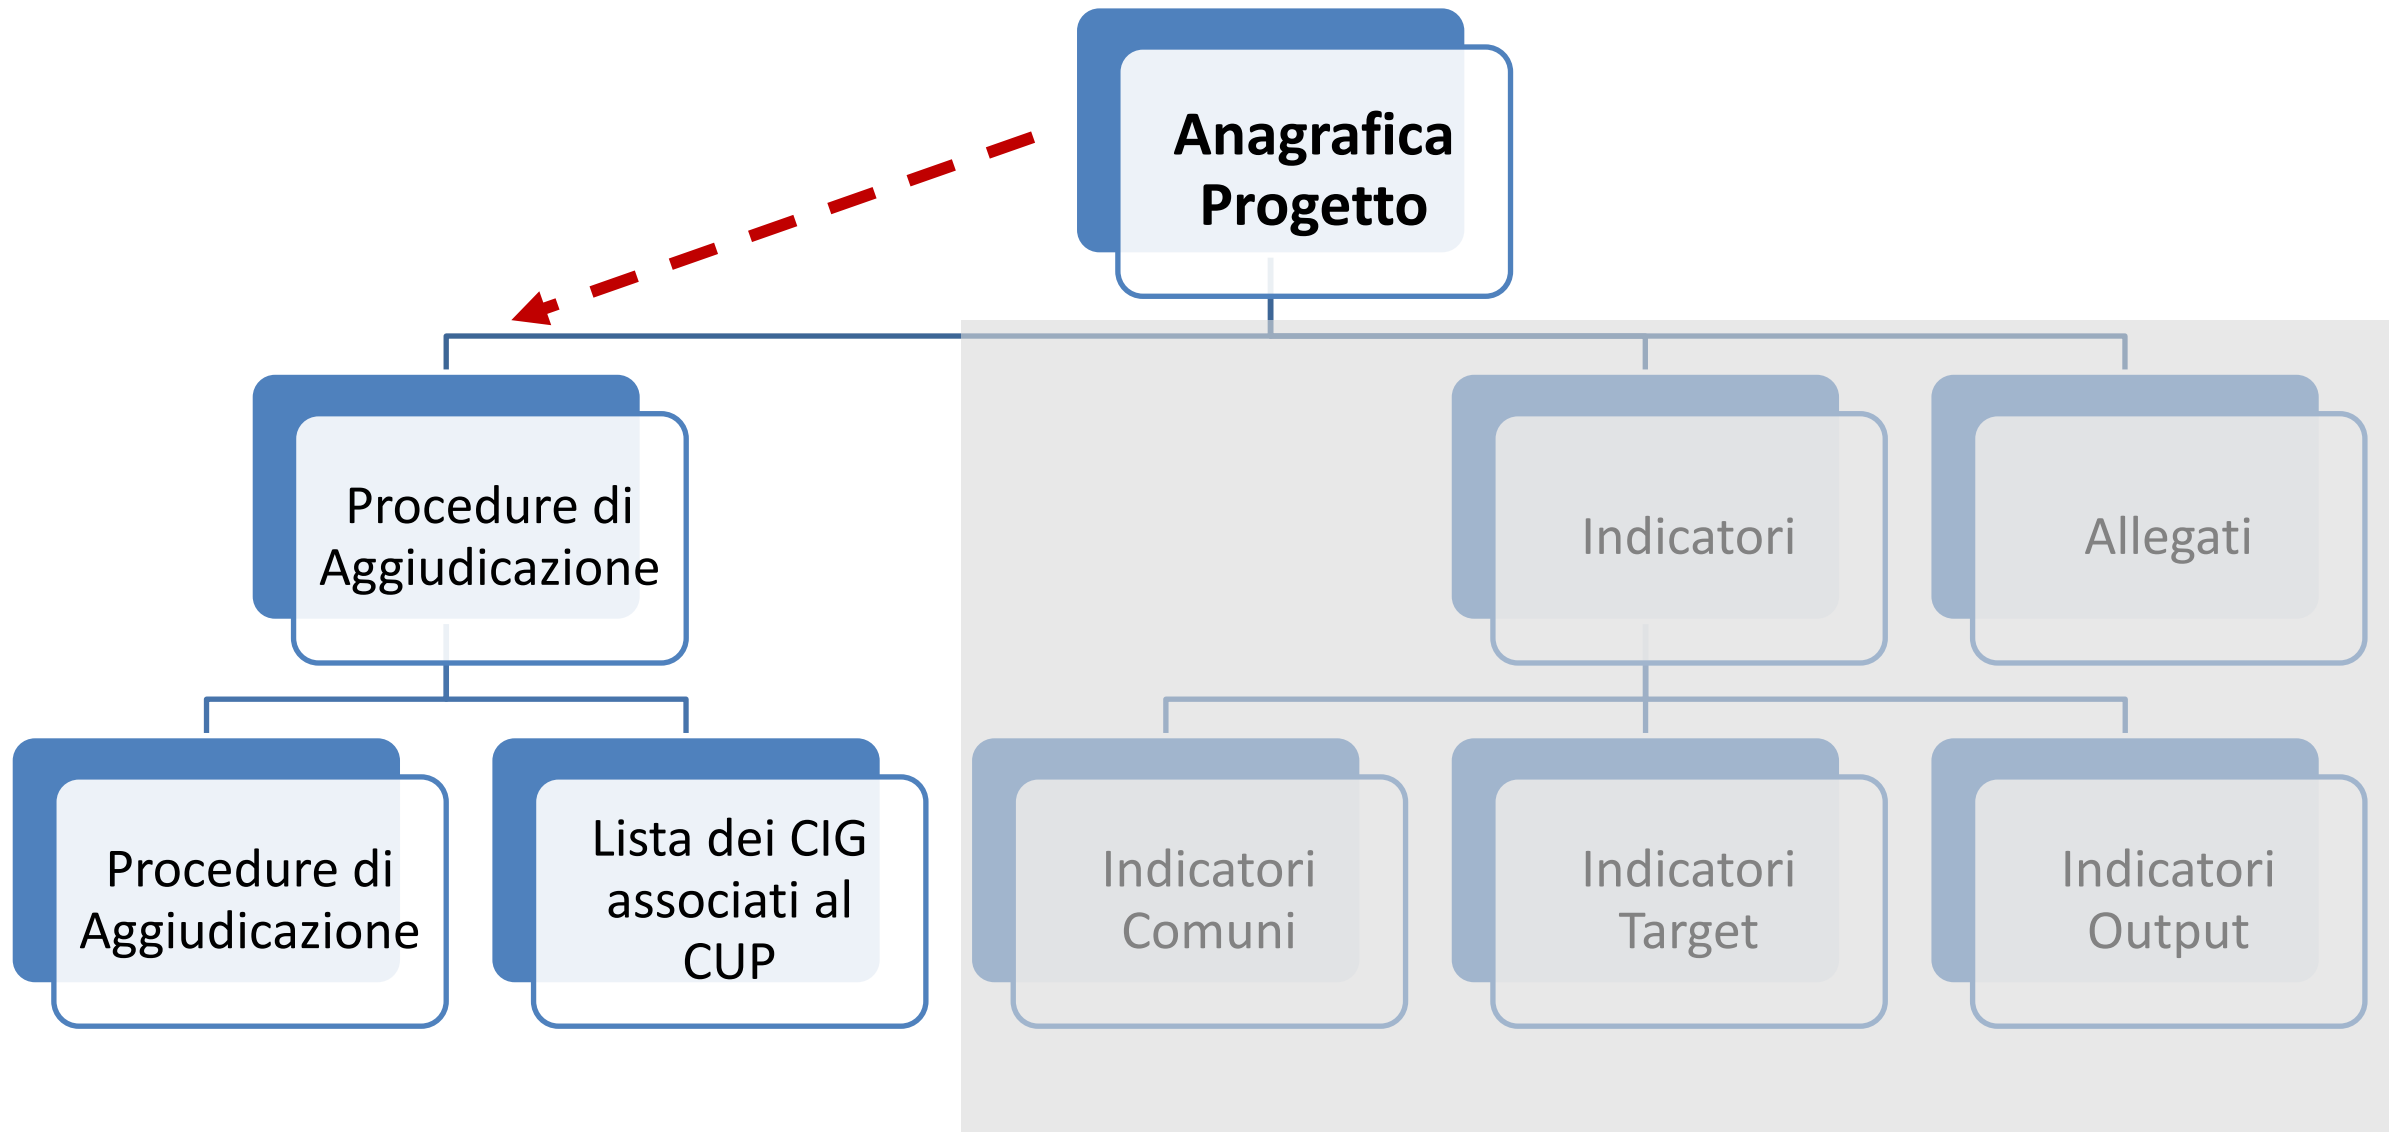 Anagrafica
Progetto
Procedure di
Aggiudicazione
Indicatori
Allegati
Procedure di
Aggiudicazione
Lista dei CIG
associati al
CUP
Indicatori
Comuni
Indicatori
Target
Indicatori
Output